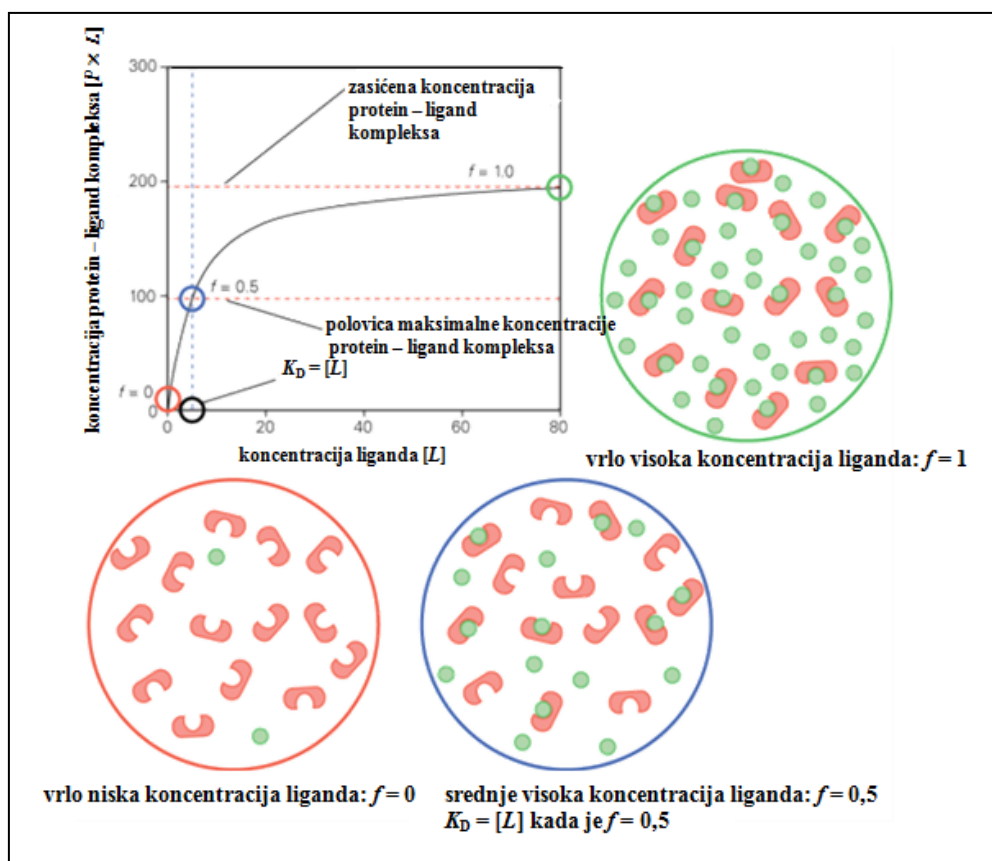 koncentracija protein – ligand kompleksa [P × L]
300
200
100
0
zasićena koncentracija
protein – ligand
kompleksa
f = 1.0
f = 0.5
polovica maksimalne koncentracije
protein – ligand kompleksa
K_D = [L]
f = 0
0
20
40
60
80
koncentracija liganda [L]
vrlo visoka koncentracija liganda: f = 1
vrlo niska koncentracija liganda: f = 0
srednje visoka koncentracija liganda: f = 0,5
K_D = [L] kada je f = 0,5